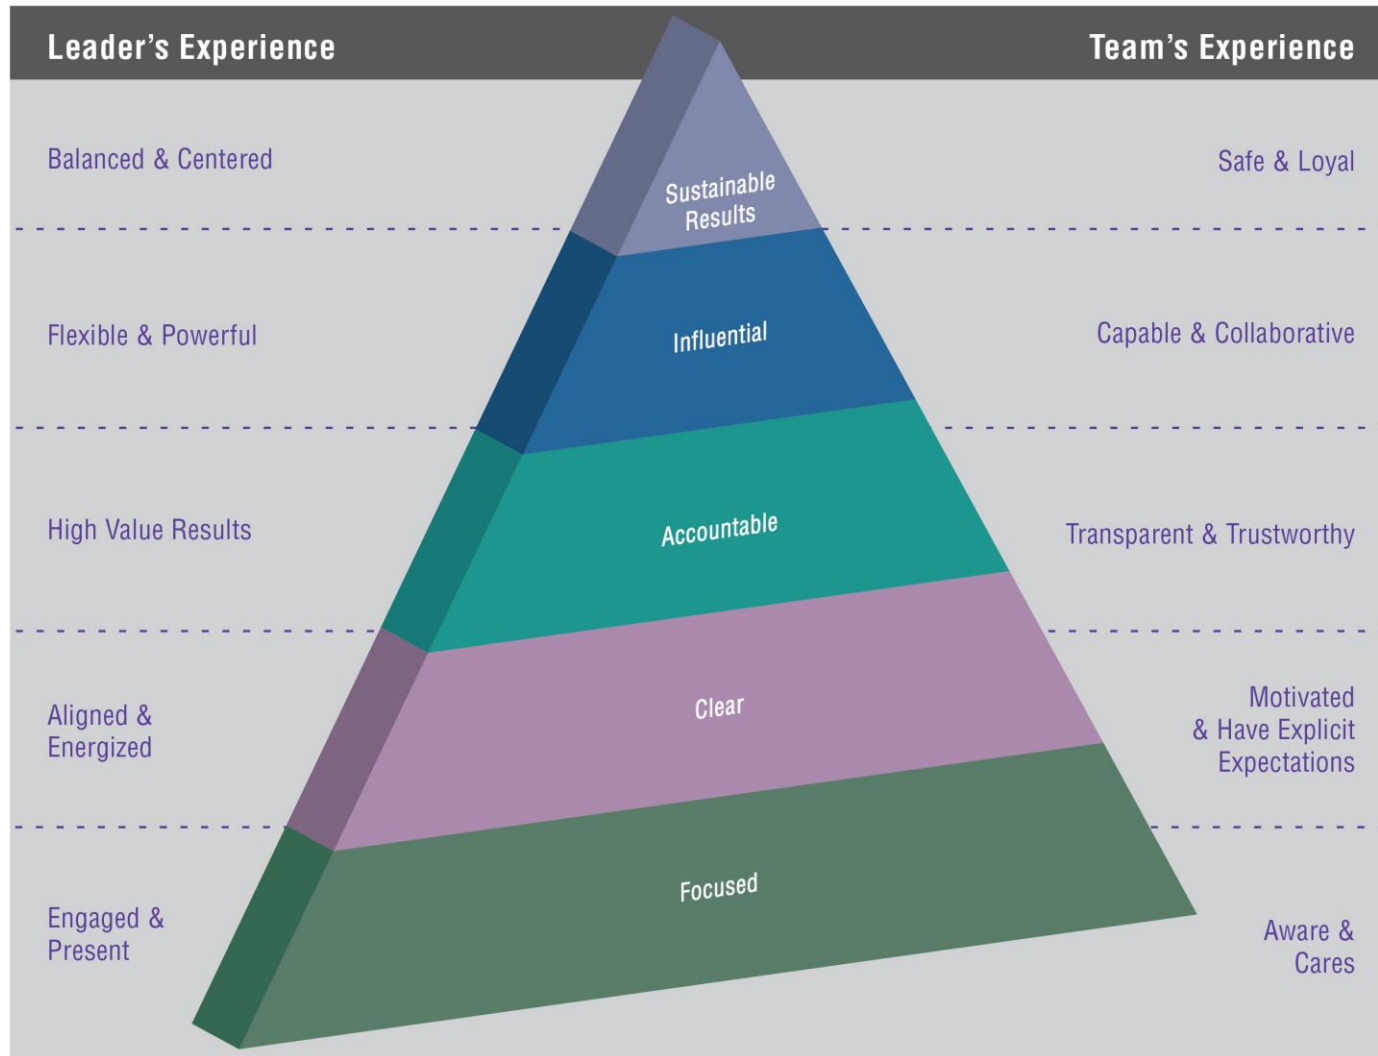 Leader's Experience
Team's Experience
Balanced & Centered
Sustainable
Results
Safe & Loyal
Flexible & Powerful
Influential
Capable & Collaborative
High Value Results
Accountable
Transparent & Trustworthy
Aligned &
Energized
Clear
Motivated
& Have Explicit
Expectations
Engaged &
Present
Focused
Aware &
Cares